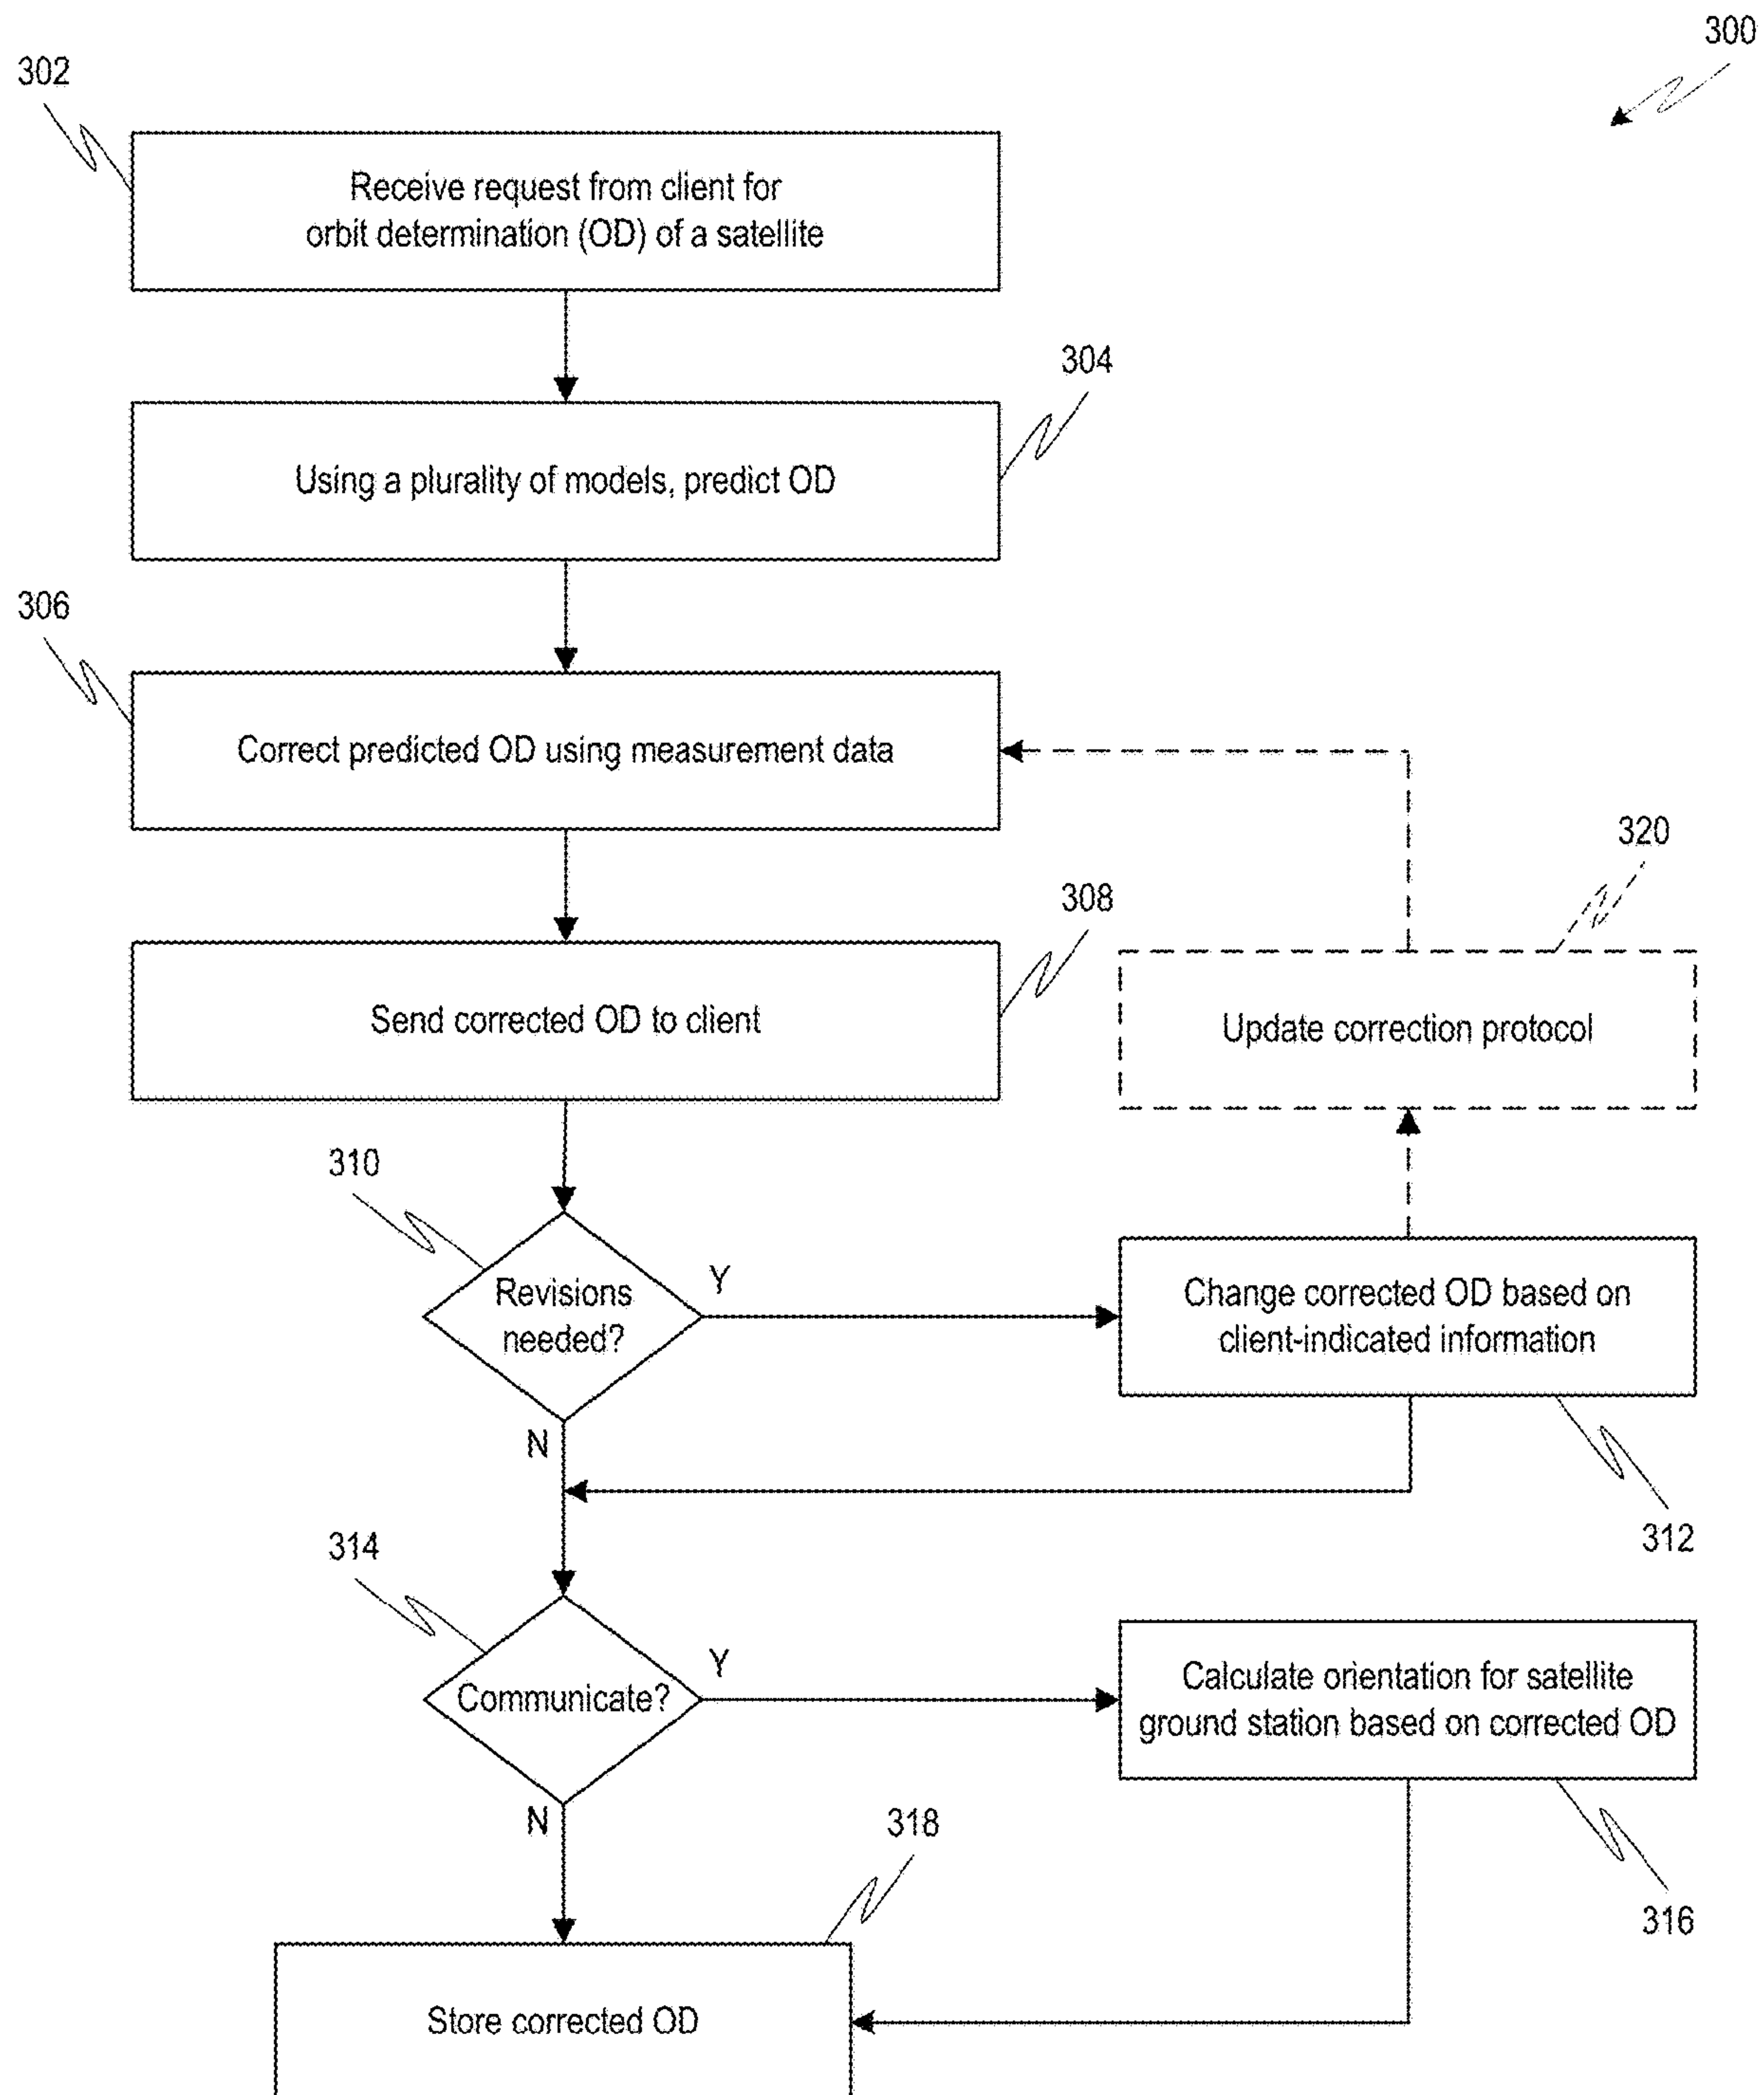 300
302
Receive request from client for
orbit determination (OD) of a satellite
304
Using a plurality of models, predict OD
306
Correct predicted OD using measurement data
320
308
Send corrected OD to client
Update correction protocol
310
Revisions
needed?
Y
Change corrected OD based on
client-indicated information
N
312
314
Communicate?
Y
Calculate orientation for satellite
ground station based on corrected OD
N
318
316
Store corrected OD